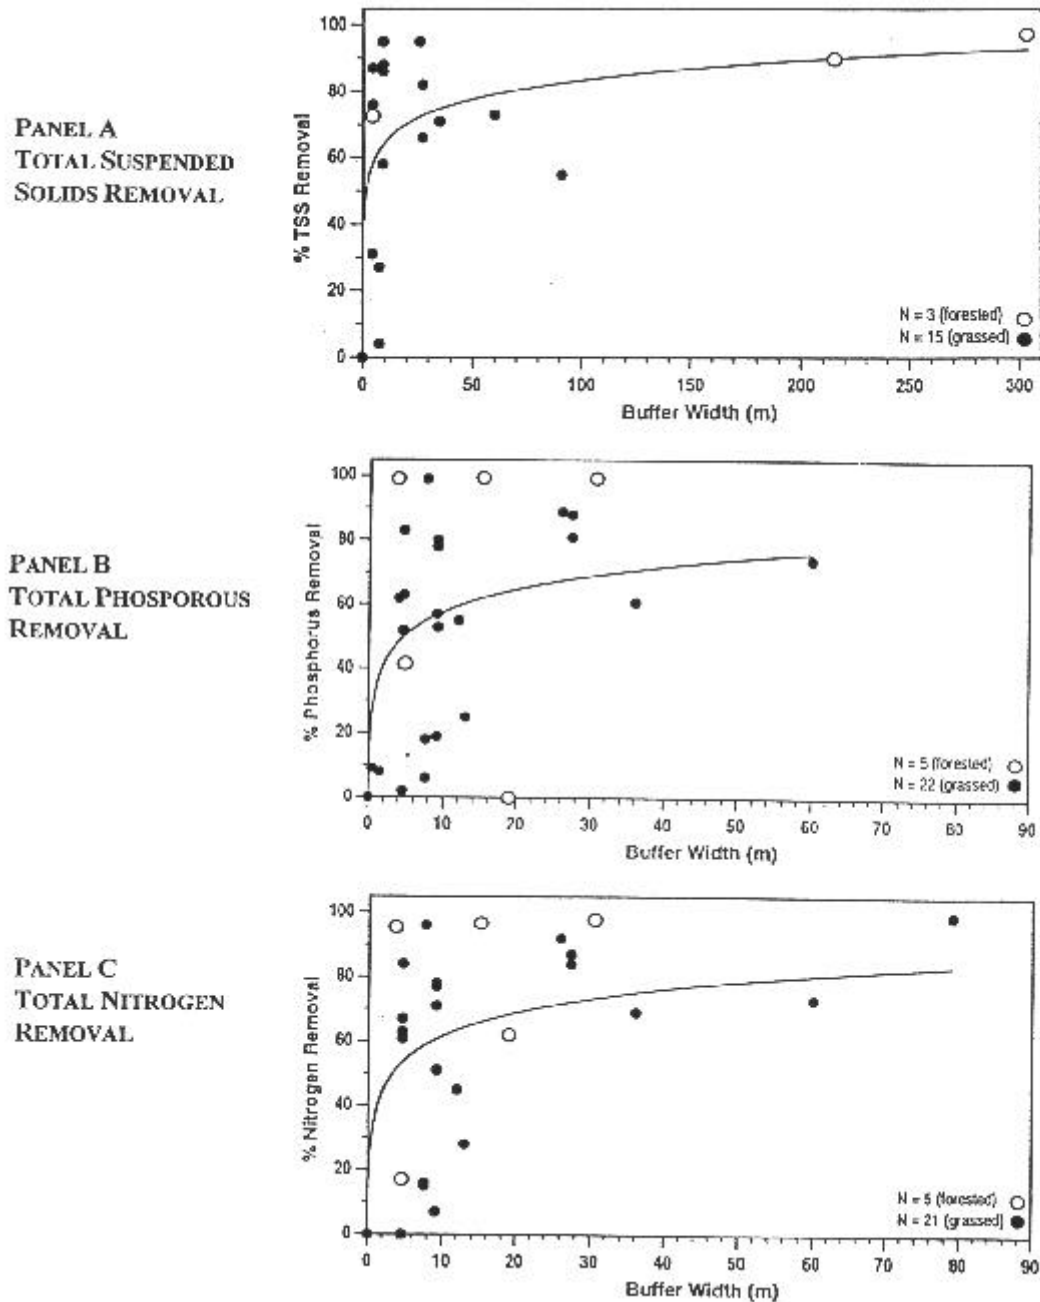 PANEL A
TOTAL SUSPENDED
SOLIDS REMOVAL
% TSS Removal
100
80
60
40
20
0
N = 3 (forested)
N = 15 (grassed)
0 50 100 150 200 250 300
Buffer Width (m)
PANEL B
TOTAL PHOSPOROUS
REMOVAL
% Phosphorus Removal
100
80
60
40
20
0
N = 5 (forested)
N = 22 (grassed)
0 10 20 30 40 50 60 70 80 90
Buffer Width (m)
PANEL C
TOTAL NITROGEN
REMOVAL
% Nitrogen Removal
100
80
60
40
20
0
N = 5 (forested)
N = 21 (grassed)
0 10 20 30 40 50 60 70 80 90
Buffer Width (m)